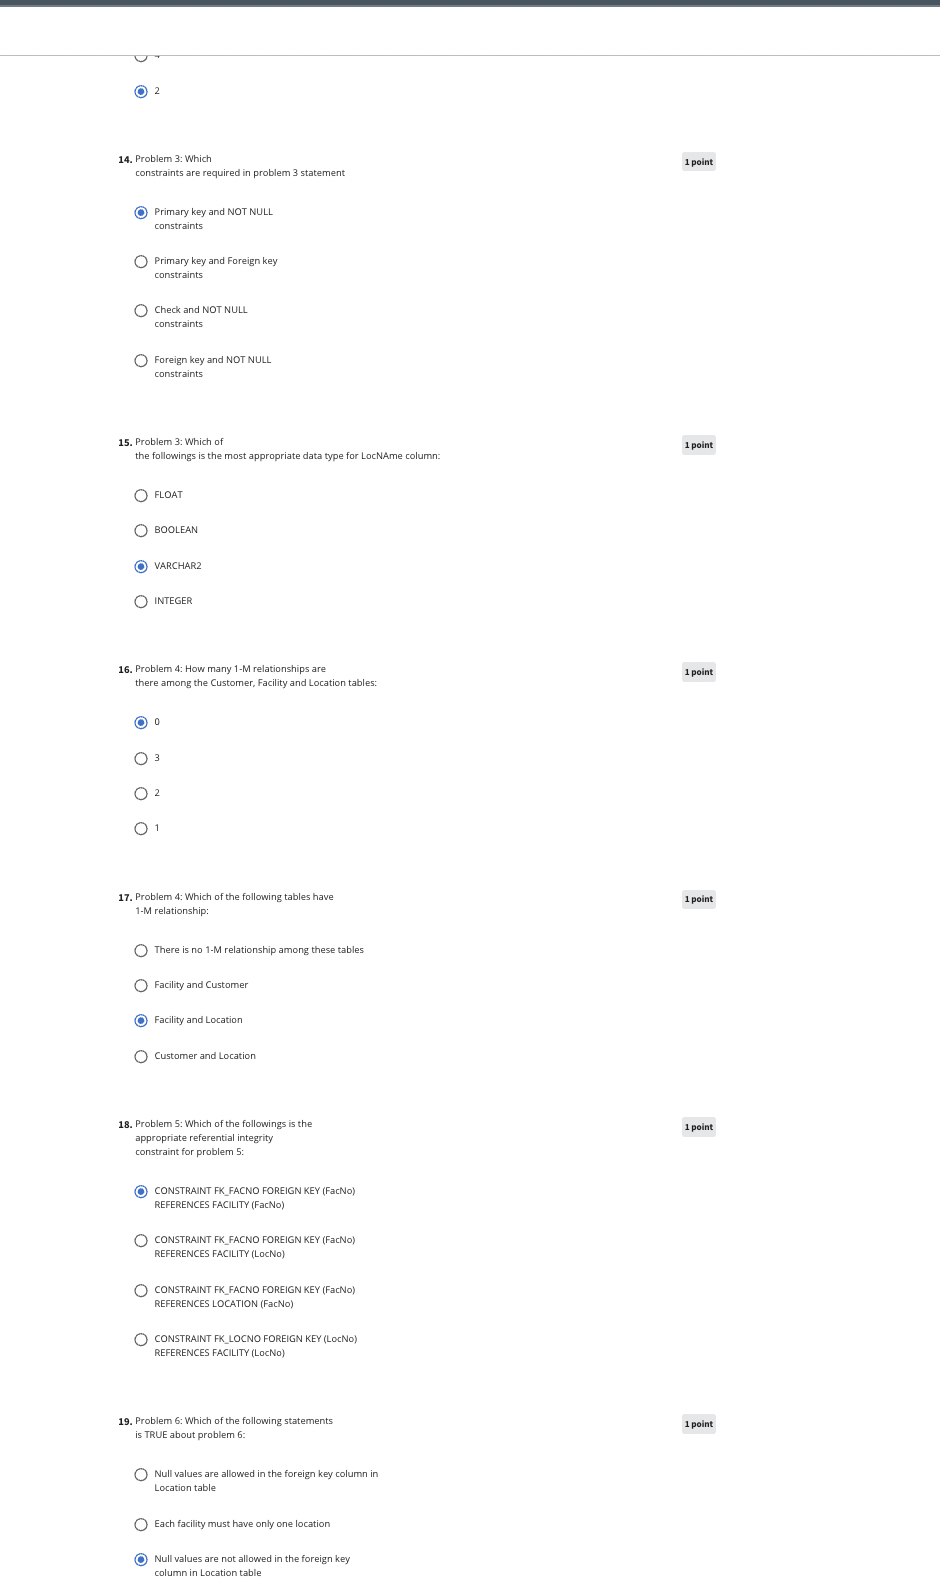 2
14. Problem 3: Which
constraints are required in problem 3 statement
1 point
Primary key and NOT NULL
constraints
Primary key and Foreign key
constraints
Check and NOT NULL
constraints
Foreign key and NOT NULL
constraints
15. Problem 3: Which of
the followings is the most appropriate data type for LocNAme column:
1 point
FLOAT
BOOLEAN
VARCHAR2
INTEGER
16. Problem 4: How many 1-M relationships are
there among the Customer, Facility and Location tables:
1 point
0
3
2
1
17. Problem 4: Which of the following tables have
1-M relationship:
1 point
There is no 1-M relationship among these tables
Facility and Customer
Facility and Location
Customer and Location
18. Problem 5: Which of the followings is the
appropriate referential integrity
constraint for problem 5:
1 point
CONSTRAINT FK_FACNO FOREIGN KEY (FacNo)
REFERENCES FACILITY (FacNo)
CONSTRAINT FK_FACNO FOREIGN KEY (FacNo)
REFERENCES FACILITY (LocNo)
CONSTRAINT FK_FACNO FOREIGN KEY (FacNo)
REFERENCES LOCATION (FacNo)
CONSTRAINT FK_LOCNO FOREIGN KEY (LocNo)
REFERENCES FACILITY (LocNo)
19. Problem 6: Which of the following statements
is TRUE about problem 6:
1 point
Null values are allowed in the foreign key column in
Location table
Each facility must have only one location
Null values are not allowed in the foreign key
column in Location table